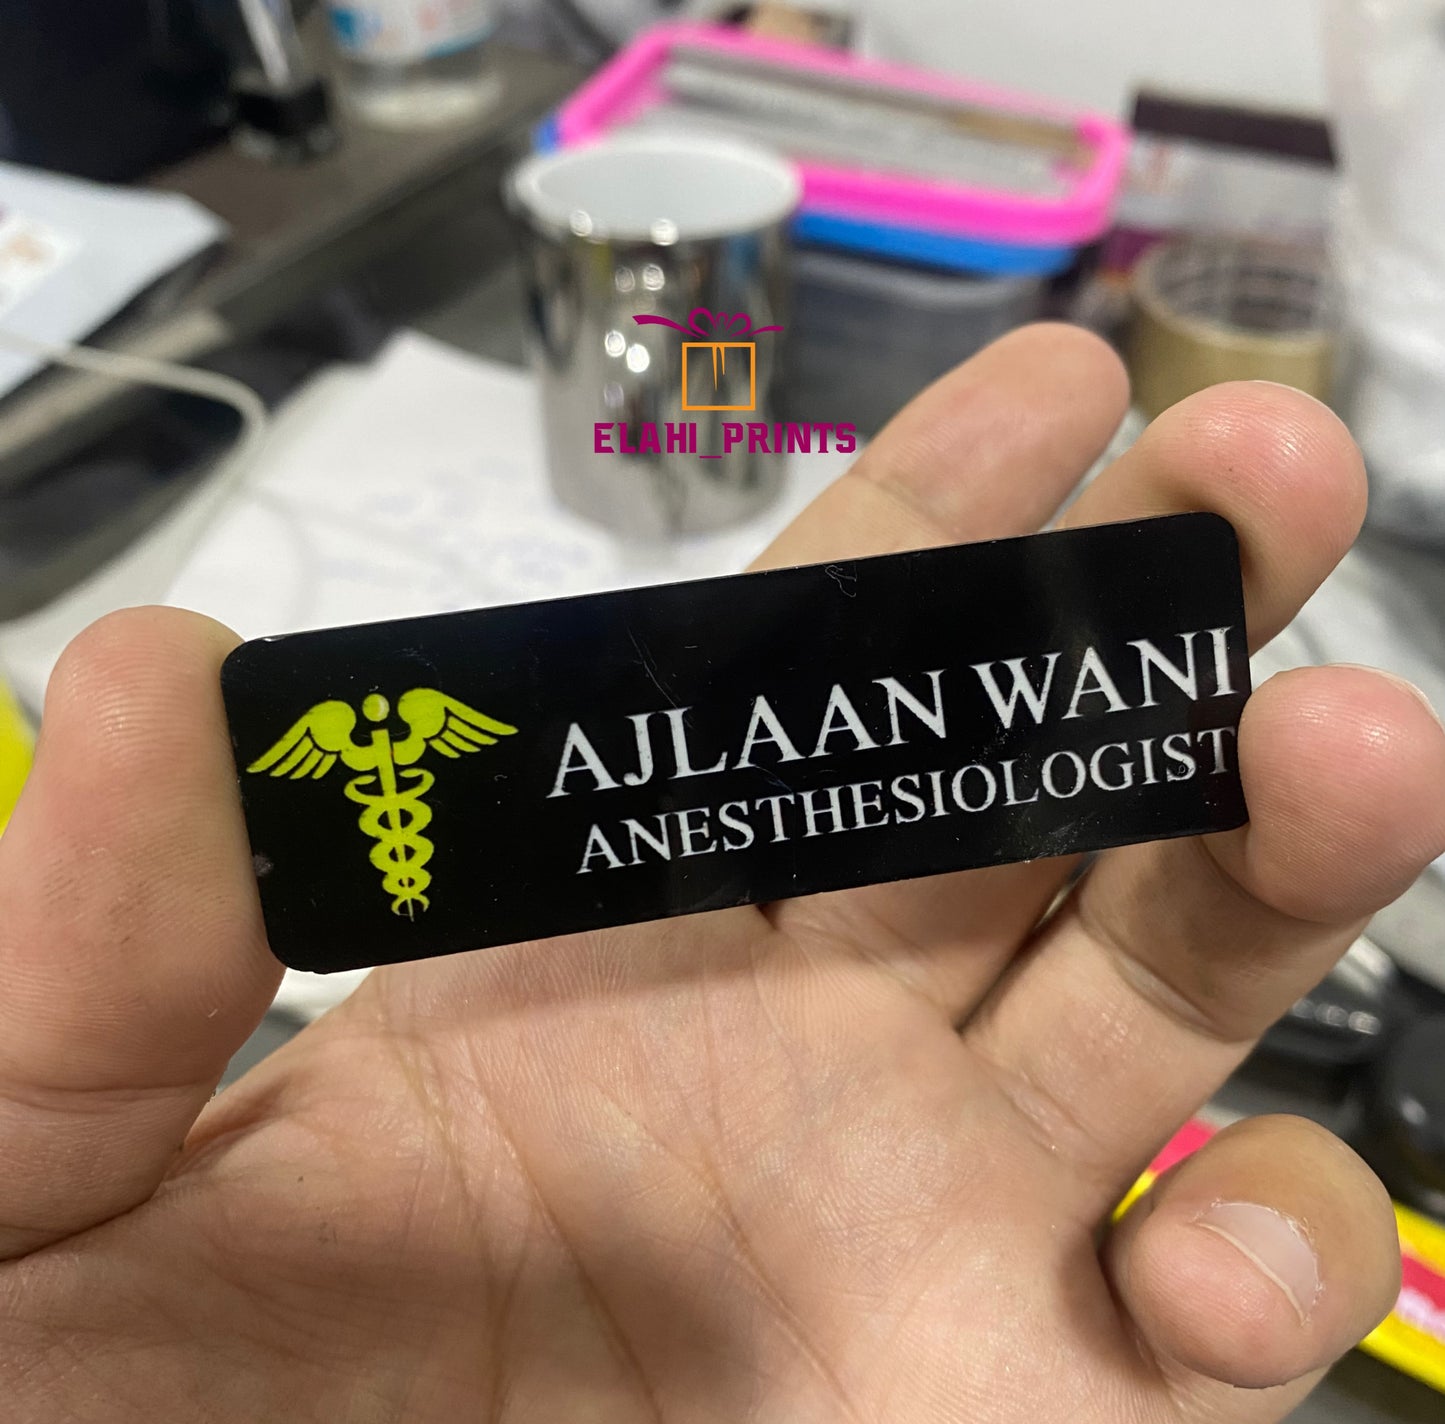 ELAHI_PRINTS
AJLAAN WANI
ANESTHESIOLOGIST